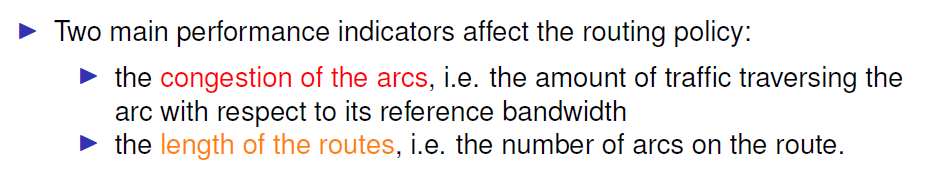 Two main performance indicators affect the routing policy:
the congestion of the arcs, i.e. the amount of traffic traversing the
arc with respect to its reference bandwidth
the length of the routes, i.e. the number of arcs on the route.